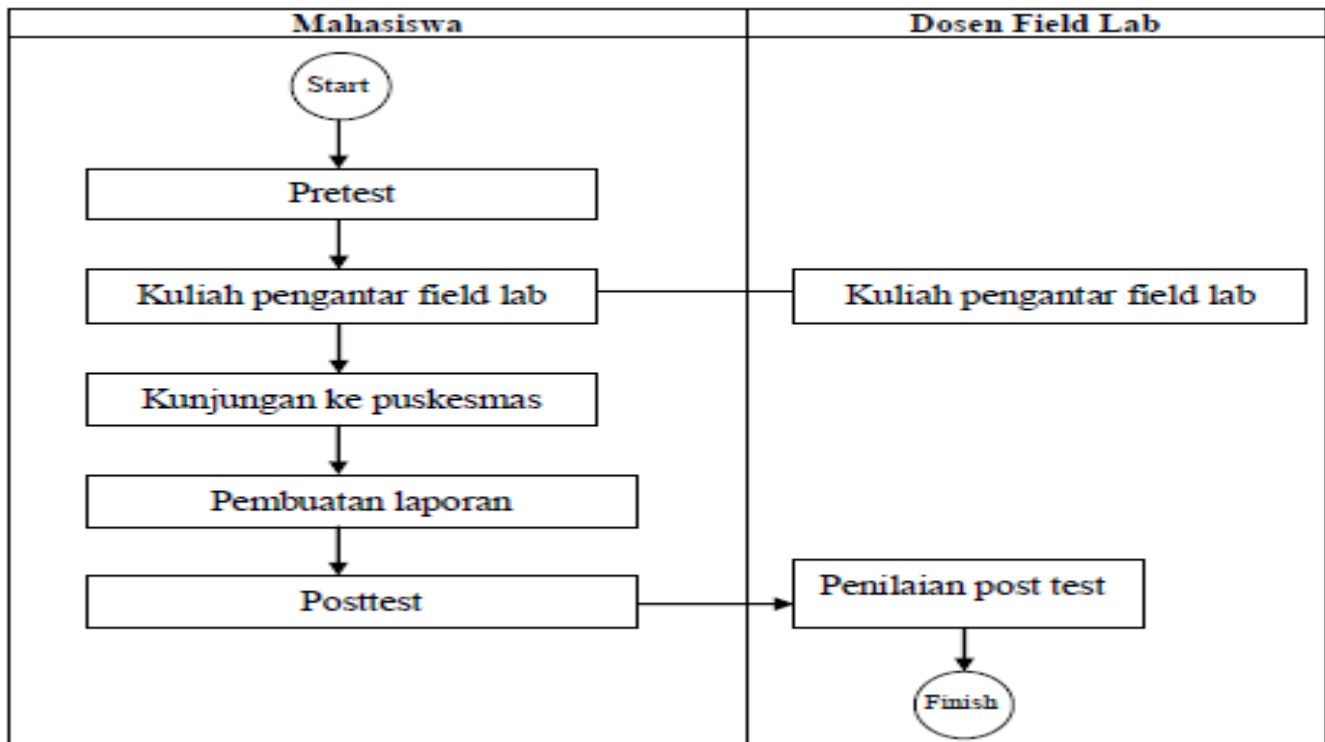 Mahasiswa
Dosen Field Lab
Start
Pretest
Kuliah pengantar field lab
Kuliah pengantar field lab
Kunjungan ke puskesmas
Pembuatan laporan
Posttest
Penilaian post test
Finish